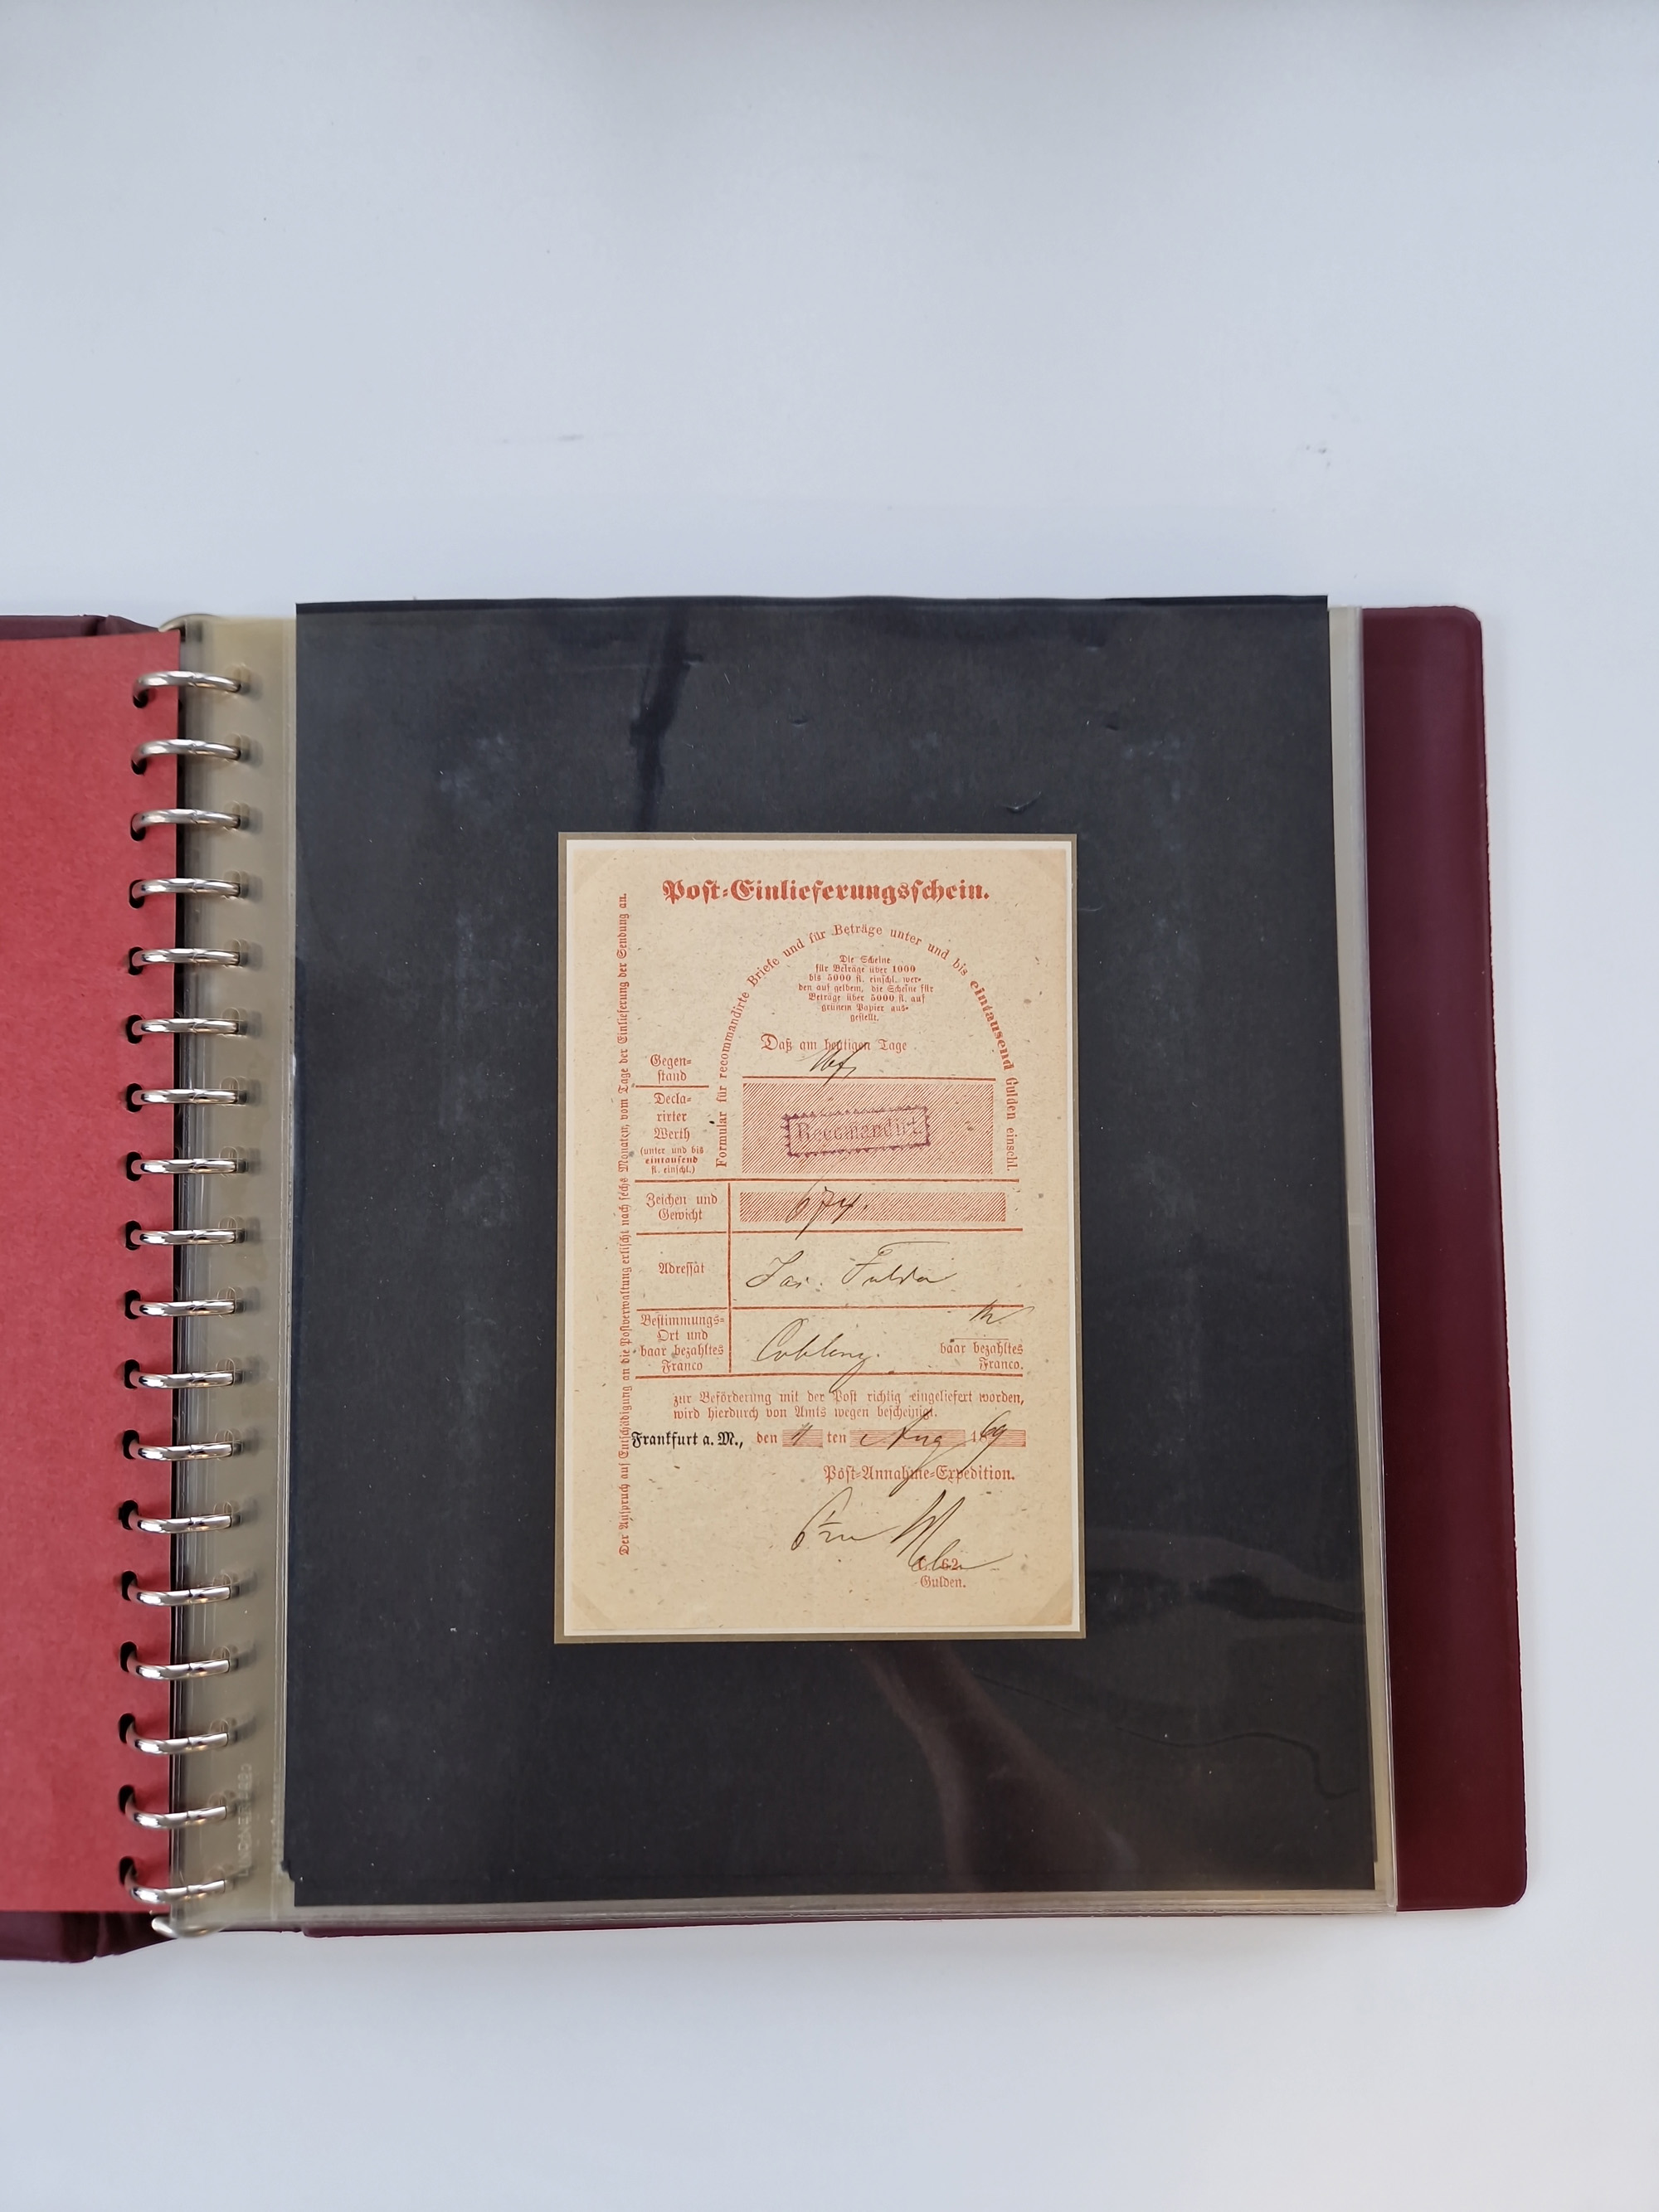 Post-Einlieferungsschein.
Formular für recommandirte Briefe und für Beträge unter und bis eintausend Gulden einschl.
Die Scheine
für Beträge über 1000
bis 5000 fl. einschl. wer-
den auf gelbem, die Scheine für
Beträge über 5000 fl. auf
grünem Papier aus-
gestellt.
Daß am heutigen Tage
Gegen-
stand
Decla-
rirter
Werth
(unter und bis
eintausend
fl. einschl.)
Recomandirt
Zeichen und
Gewicht
674.
Adressat
Fulda
Bestimmungs-
Ort und
baar bezahltes
Franco
Coblenz.
baar bezahltes
Franco.
zur Beförderung mit der Post richtig eingeliefert worden,
wird hierdurch von Amts wegen bescheinigt.
Frankfurt a. M., den ten Aug 1869
Post-Annahme-Expedition.
62.
Gulden.
Der Anspruch auf Entschädigung an die Postverwaltung erlischt nach sechs Monaten, vom Tage der Einlieferung der Sendung an.